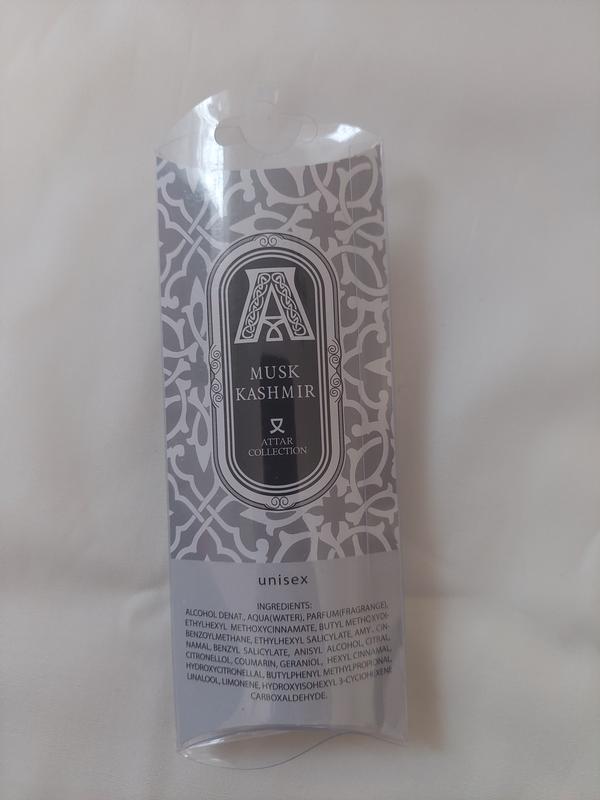 A
MUSK
KASHMIR
ATTAR
COLLECTION
unisex
INGREDIENTS:
ALCOHOL DENAT., AQUA(WATER), PARFUM(FRAGRANCE),
ETHYLHEXYL METHOXYCINNAMATE, BUTYL METHOXYDI-
BENZOYLMETHANE, ETHYLHEXYL SALICYLATE, AMY. CIN-
NAMAL, BENZYL SALICYLATE, ANISYL ALCOHOL, CITRAL,
CITRONELLOL, COUMARIN, GERANIOL, HEXYL CINNAMAL,
HYDROXYCITRONELLAL, BUTYLPHENYL METHYLPROPIONAL,
LINALOOL, LIMONENE, HYDROXYISOHEXYL 3-CYCLOHEXENE
CARBOXALDEHYDE.